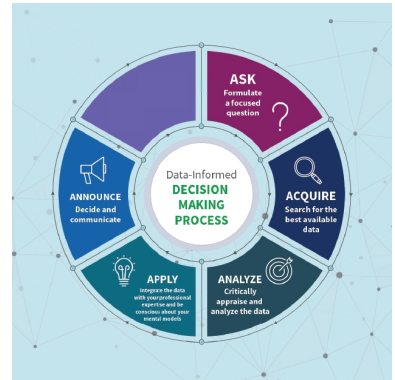 ASK
Formulate
a focused
question
Data-Informed
DECISION
MAKING
PROCESS
ACQUIRE
Search for the
best available
data
ANALYZE
Critically
appraise and
analyze the data
APPLY
Integrate the data
with your professional
expertise and be
conscious about your
mental models
ANNOUNCE
Decide and
communicate